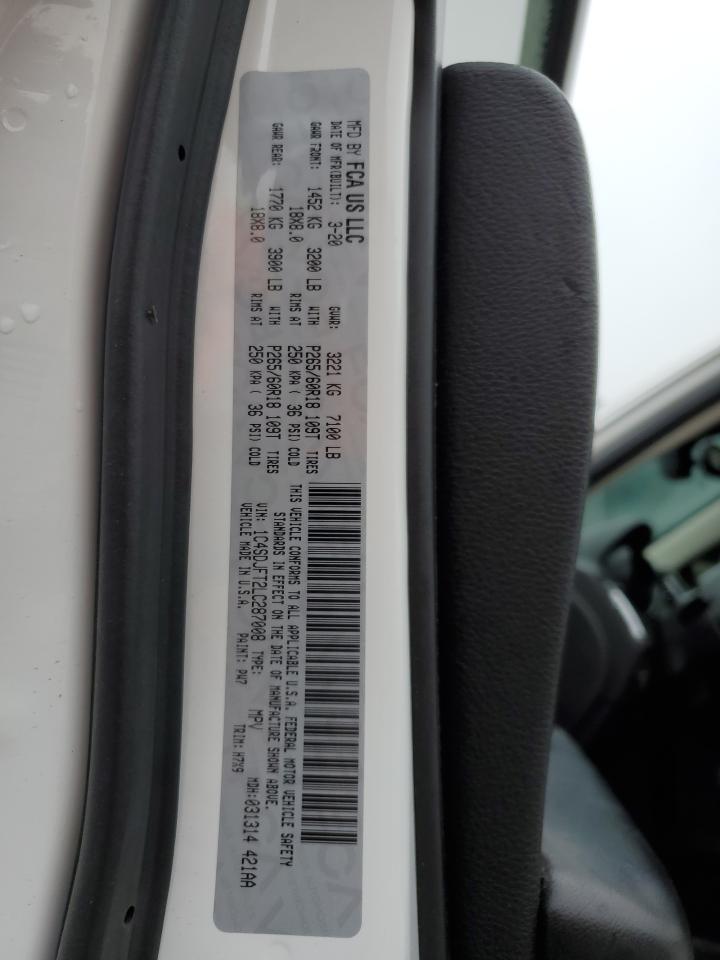 MFD BY FCA US LLC
DATE OF MFR(BUILT): 3-20 GVWR: 3221 KG 7100 LB
GAWR FRONT: 1452 KG 3200 LB WITH P265/60R18 109T TIRES
18X8.0 RIMS AT 250 KPA ( 36 PSI) COLD
GAWR REAR: 1770 KG 3900 LB WITH P265/60R18 109T TIRES
18X8.0 RIMS AT 250 KPA ( 36 PSI) COLD
THIS VEHICLE CONFORMS TO ALL APPLICABLE U.S.A. FEDERAL MOTOR VEHICLE SAFETY
STANDARDS IN EFFECT ON THE DATE OF MANUFACTURE SHOWN ABOVE.
VIN: 1C4SDJFT2LC287008 TYPE: MPV MDH:031314 421AA
VEHICLE MADE IN U.S.A. PAINT: PW7 TRIM: H7X9